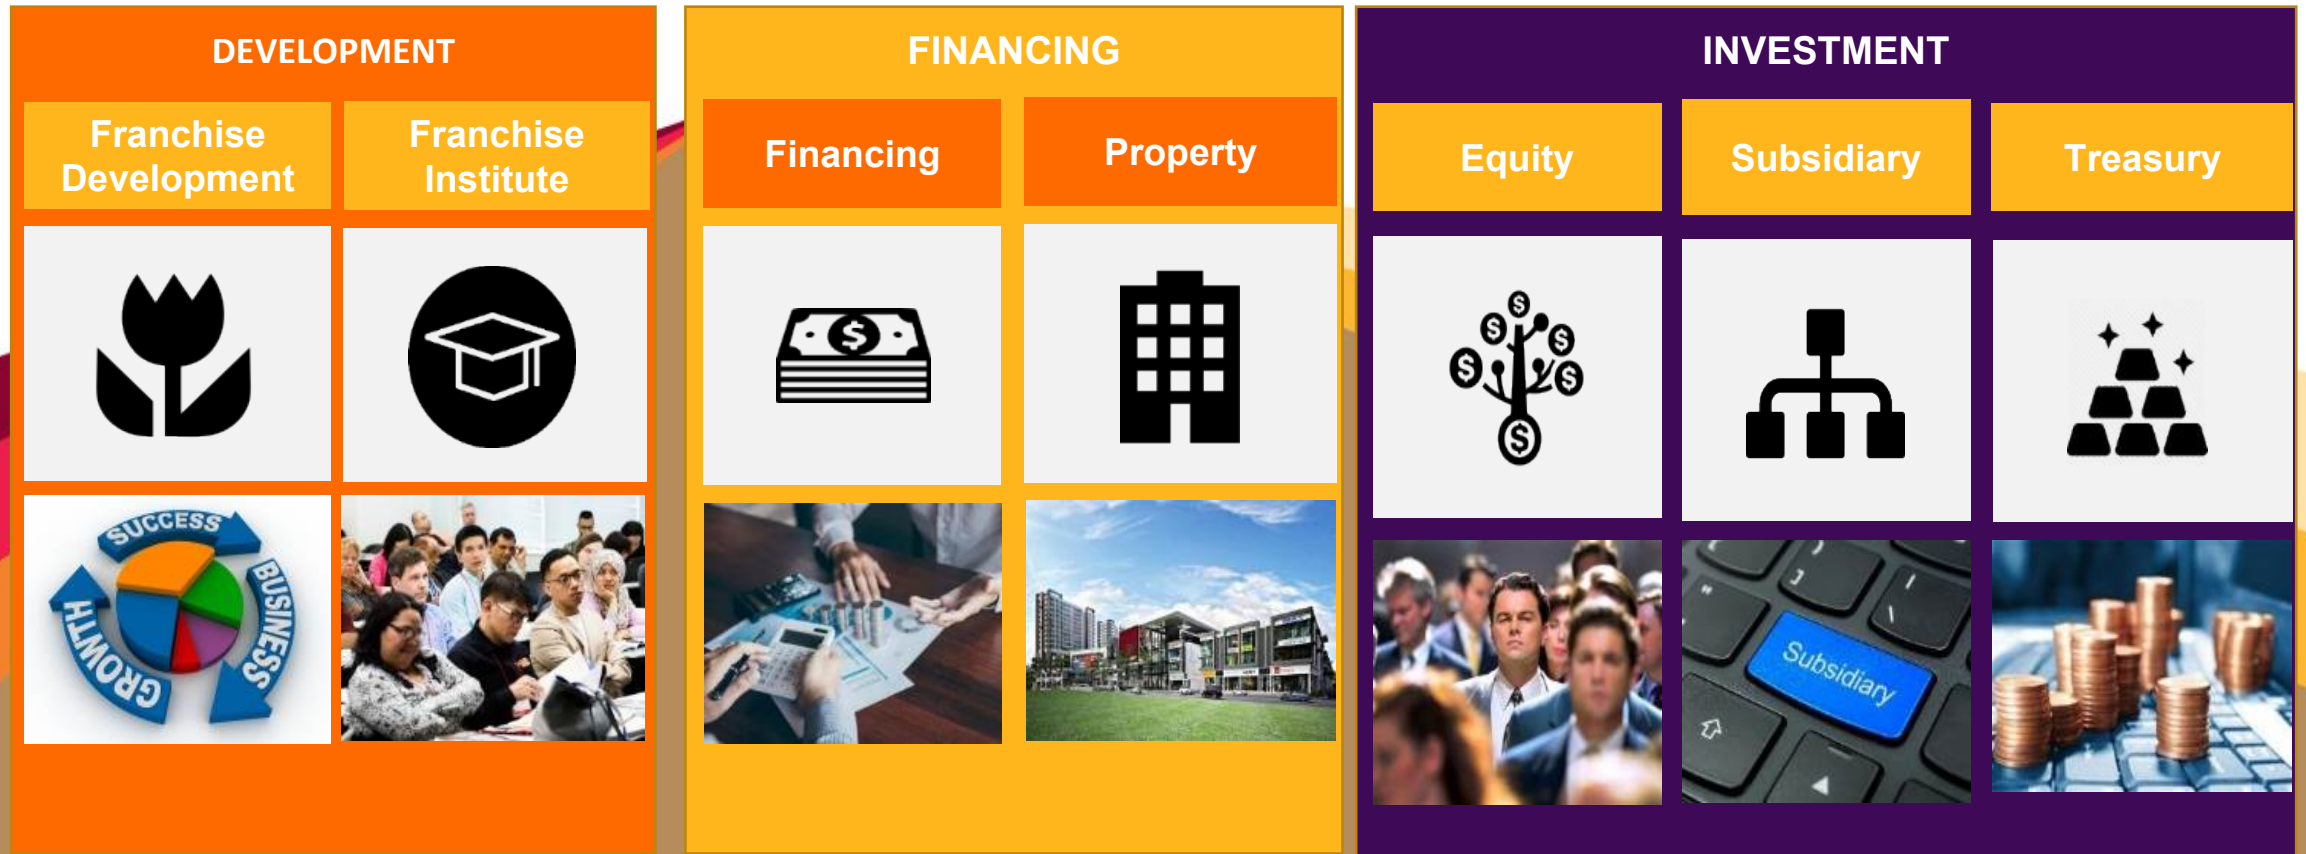 DEVELOPMENT
Franchise
Development
Franchise
Institute
SUCCESS
BUSINESS
GROWTH
FINANCING
Financing
Property
$
INVESTMENT
Equity
Subsidiary
Treasury
$
$
$
$
$
$
Subsidiary